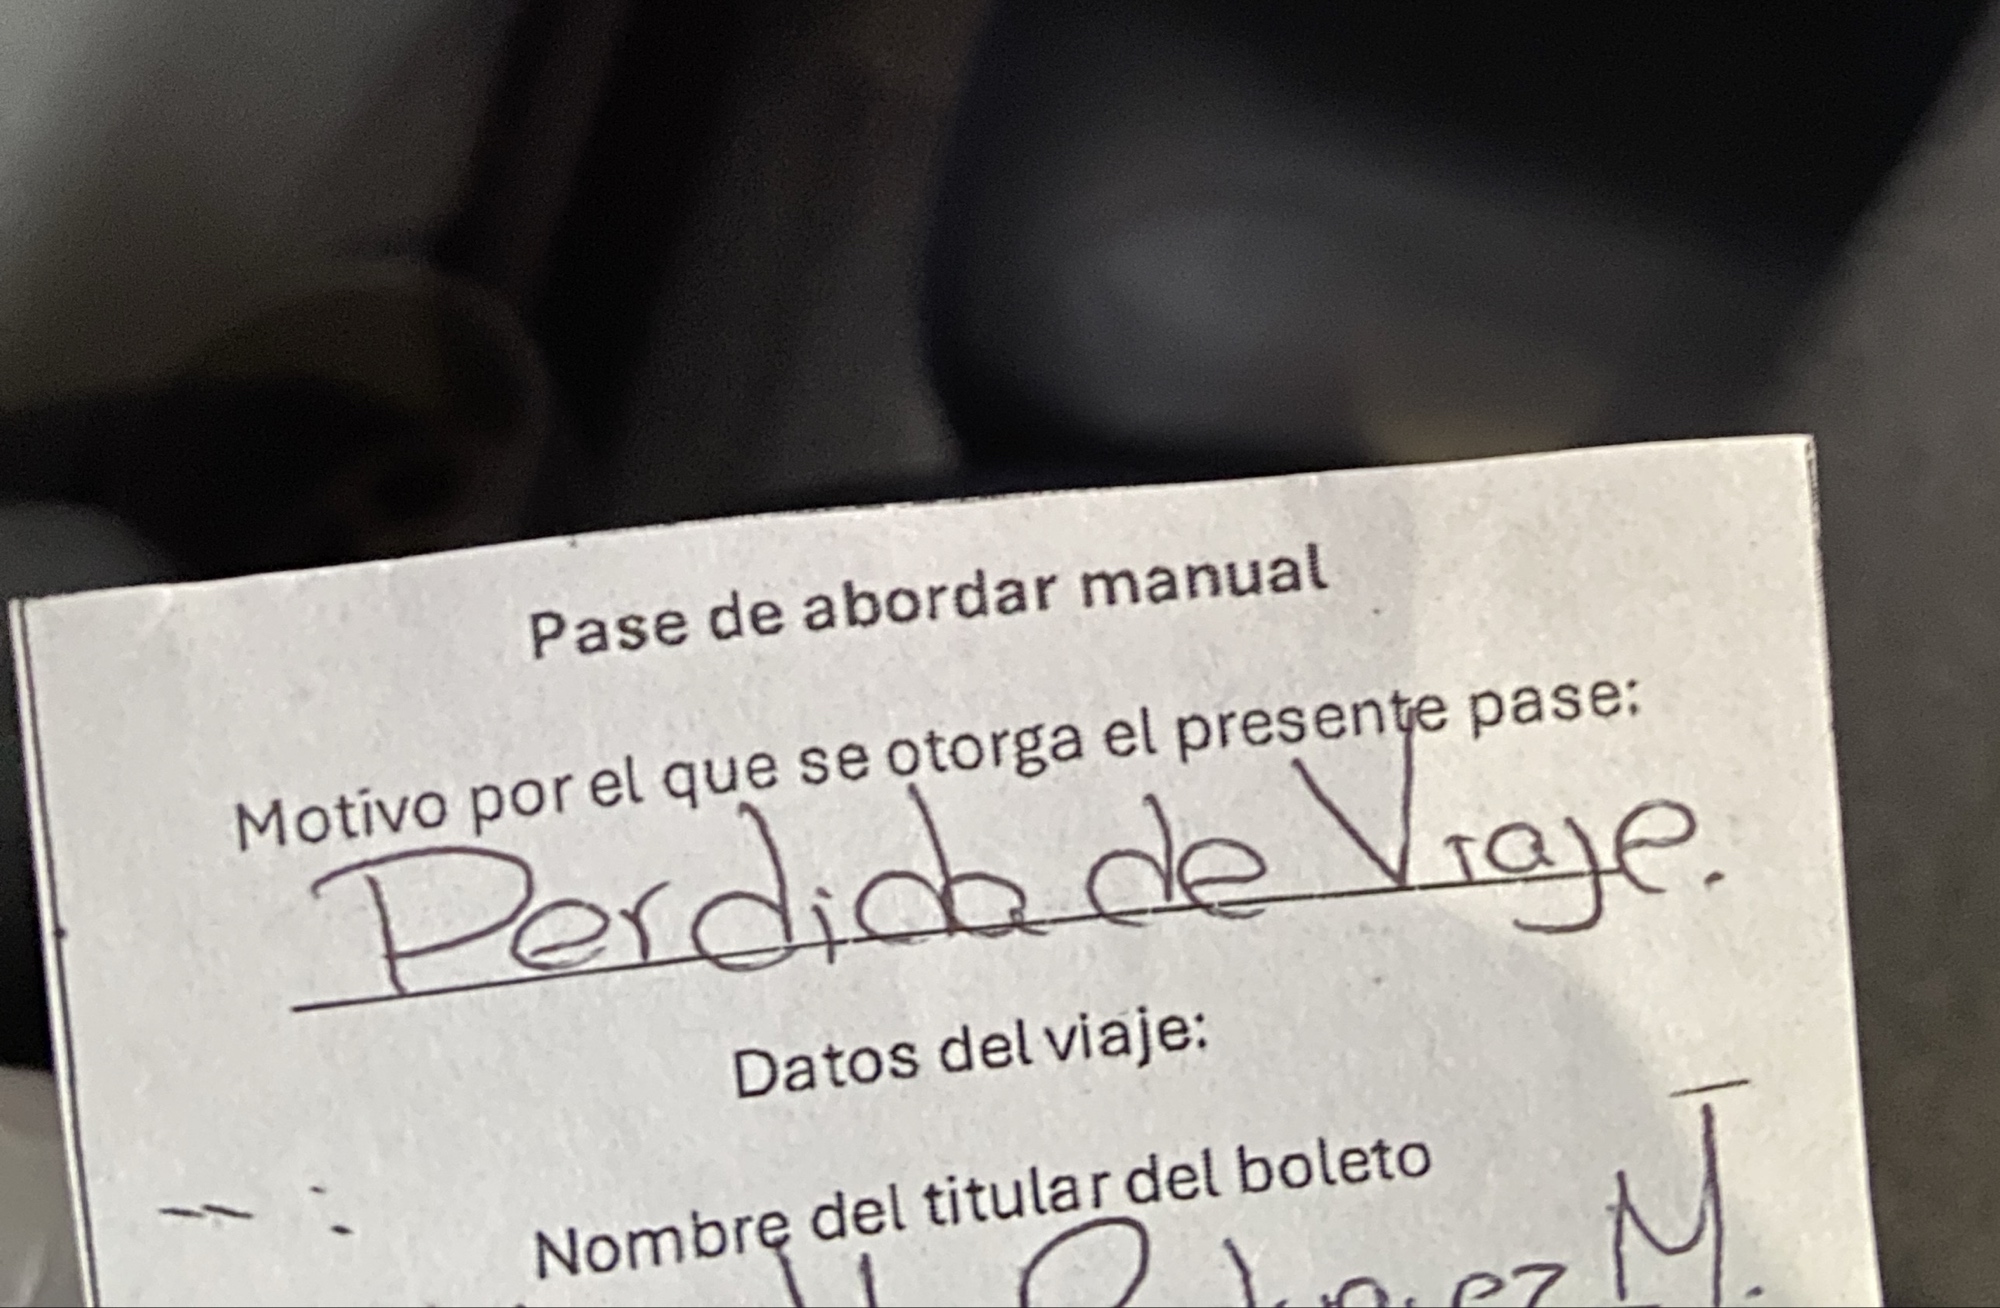 Pase de abordar manual
Motivo por el que se otorga el presente pase:
Perdida de Viaje.
Datos del viaje:
Nombre del titular del boleto